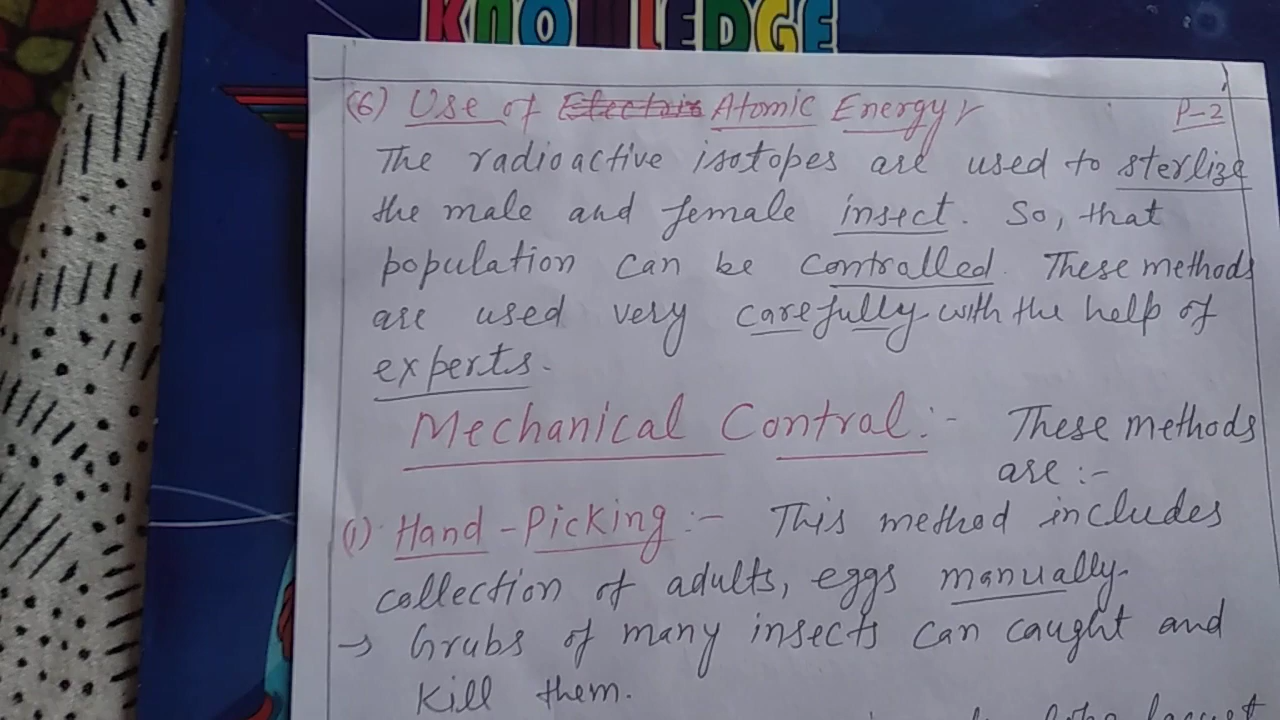 KNOWLEDGE
(6) Use of Electric Atomic Energy P-2
The radioactive isotopes are used to sterlize
the male and female insect. So, that
population can be contralled. These methods
are used very carefully with the help of
experts.
Mechanical Contral :- These methods
are :-
(1) Hand-Picking :- This method includes
collection of adults, eggs manually.
→ Grubs of many insects can caught and
kill them.